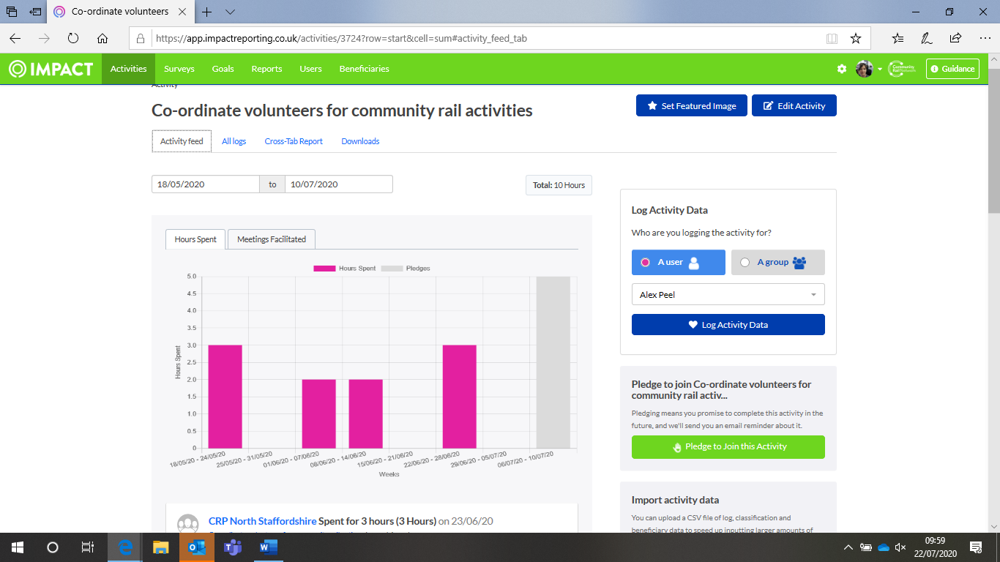 Co-ordinate volunteers
https://app.impactreporting.co.uk/activities/3724?row=start&cell=sum#activity_feed_tab
IMPACT
Activities
Surveys
Goals
Reports
Users
Beneficiaries
Community
Rail Network
Guidance
Activity
Co-ordinate volunteers for community rail activities
Set Featured Image
Edit Activity
Activity feed
All logs
Cross-Tab Report
Downloads
18/05/2020 to 10/07/2020
Total: 10 Hours
Hours Spent
Meetings Facilitated
Hours Spent
Pledges
5.0
4.5
4.0
3.5
3.0
2.5
2.0
1.5
1.0
0.5
0
Hours Spent
18/05/20 - 24/05/20
25/05/20 - 31/05/20
01/06/20 - 07/06/20
08/06/20 - 14/06/20
15/06/20 - 21/06/20
22/06/20 - 28/06/20
29/06/20 - 05/07/20
06/07/20 - 10/07/20
Weeks
CRP North Staffordshire Spent for 3 hours (3 Hours) on 23/06/20
Log Activity Data
Who are you logging the activity for?
A user
A group
Alex Peel
Log Activity Data
Pledge to join Co-ordinate volunteers for
community rail activ...
Pledging means you promise to complete this activity in the
future, and we'll send you an email reminder about it.
Pledge to Join this Activity
Import activity data
You can upload a CSV file of log, classification and
beneficiary data to speed up inputting larger amounts of
09:59
22/07/2020